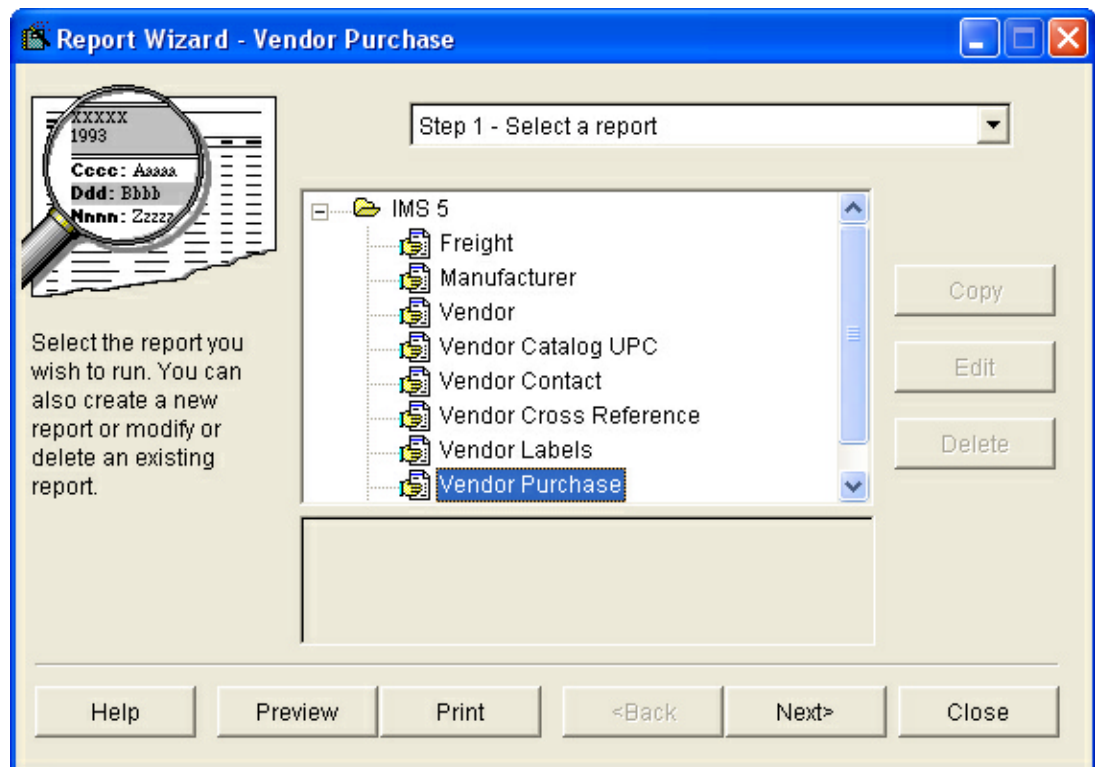 Report Wizard - Vendor Purchase
XXXXX
1993
Cccc: Aaaaa
Ddd: Bbbb
Nnnn: Zzzzz
Step 1 - Select a report
IMS 5
Freight
Manufacturer
Vendor
Vendor Catalog UPC
Vendor Contact
Vendor Cross Reference
Vendor Labels
Vendor Purchase
Select the report you
wish to run. You can
also create a new
report or modify or
delete an existing
report.
Copy
Edit
Delete
Help
Preview
Print
<Back
Next>
Close